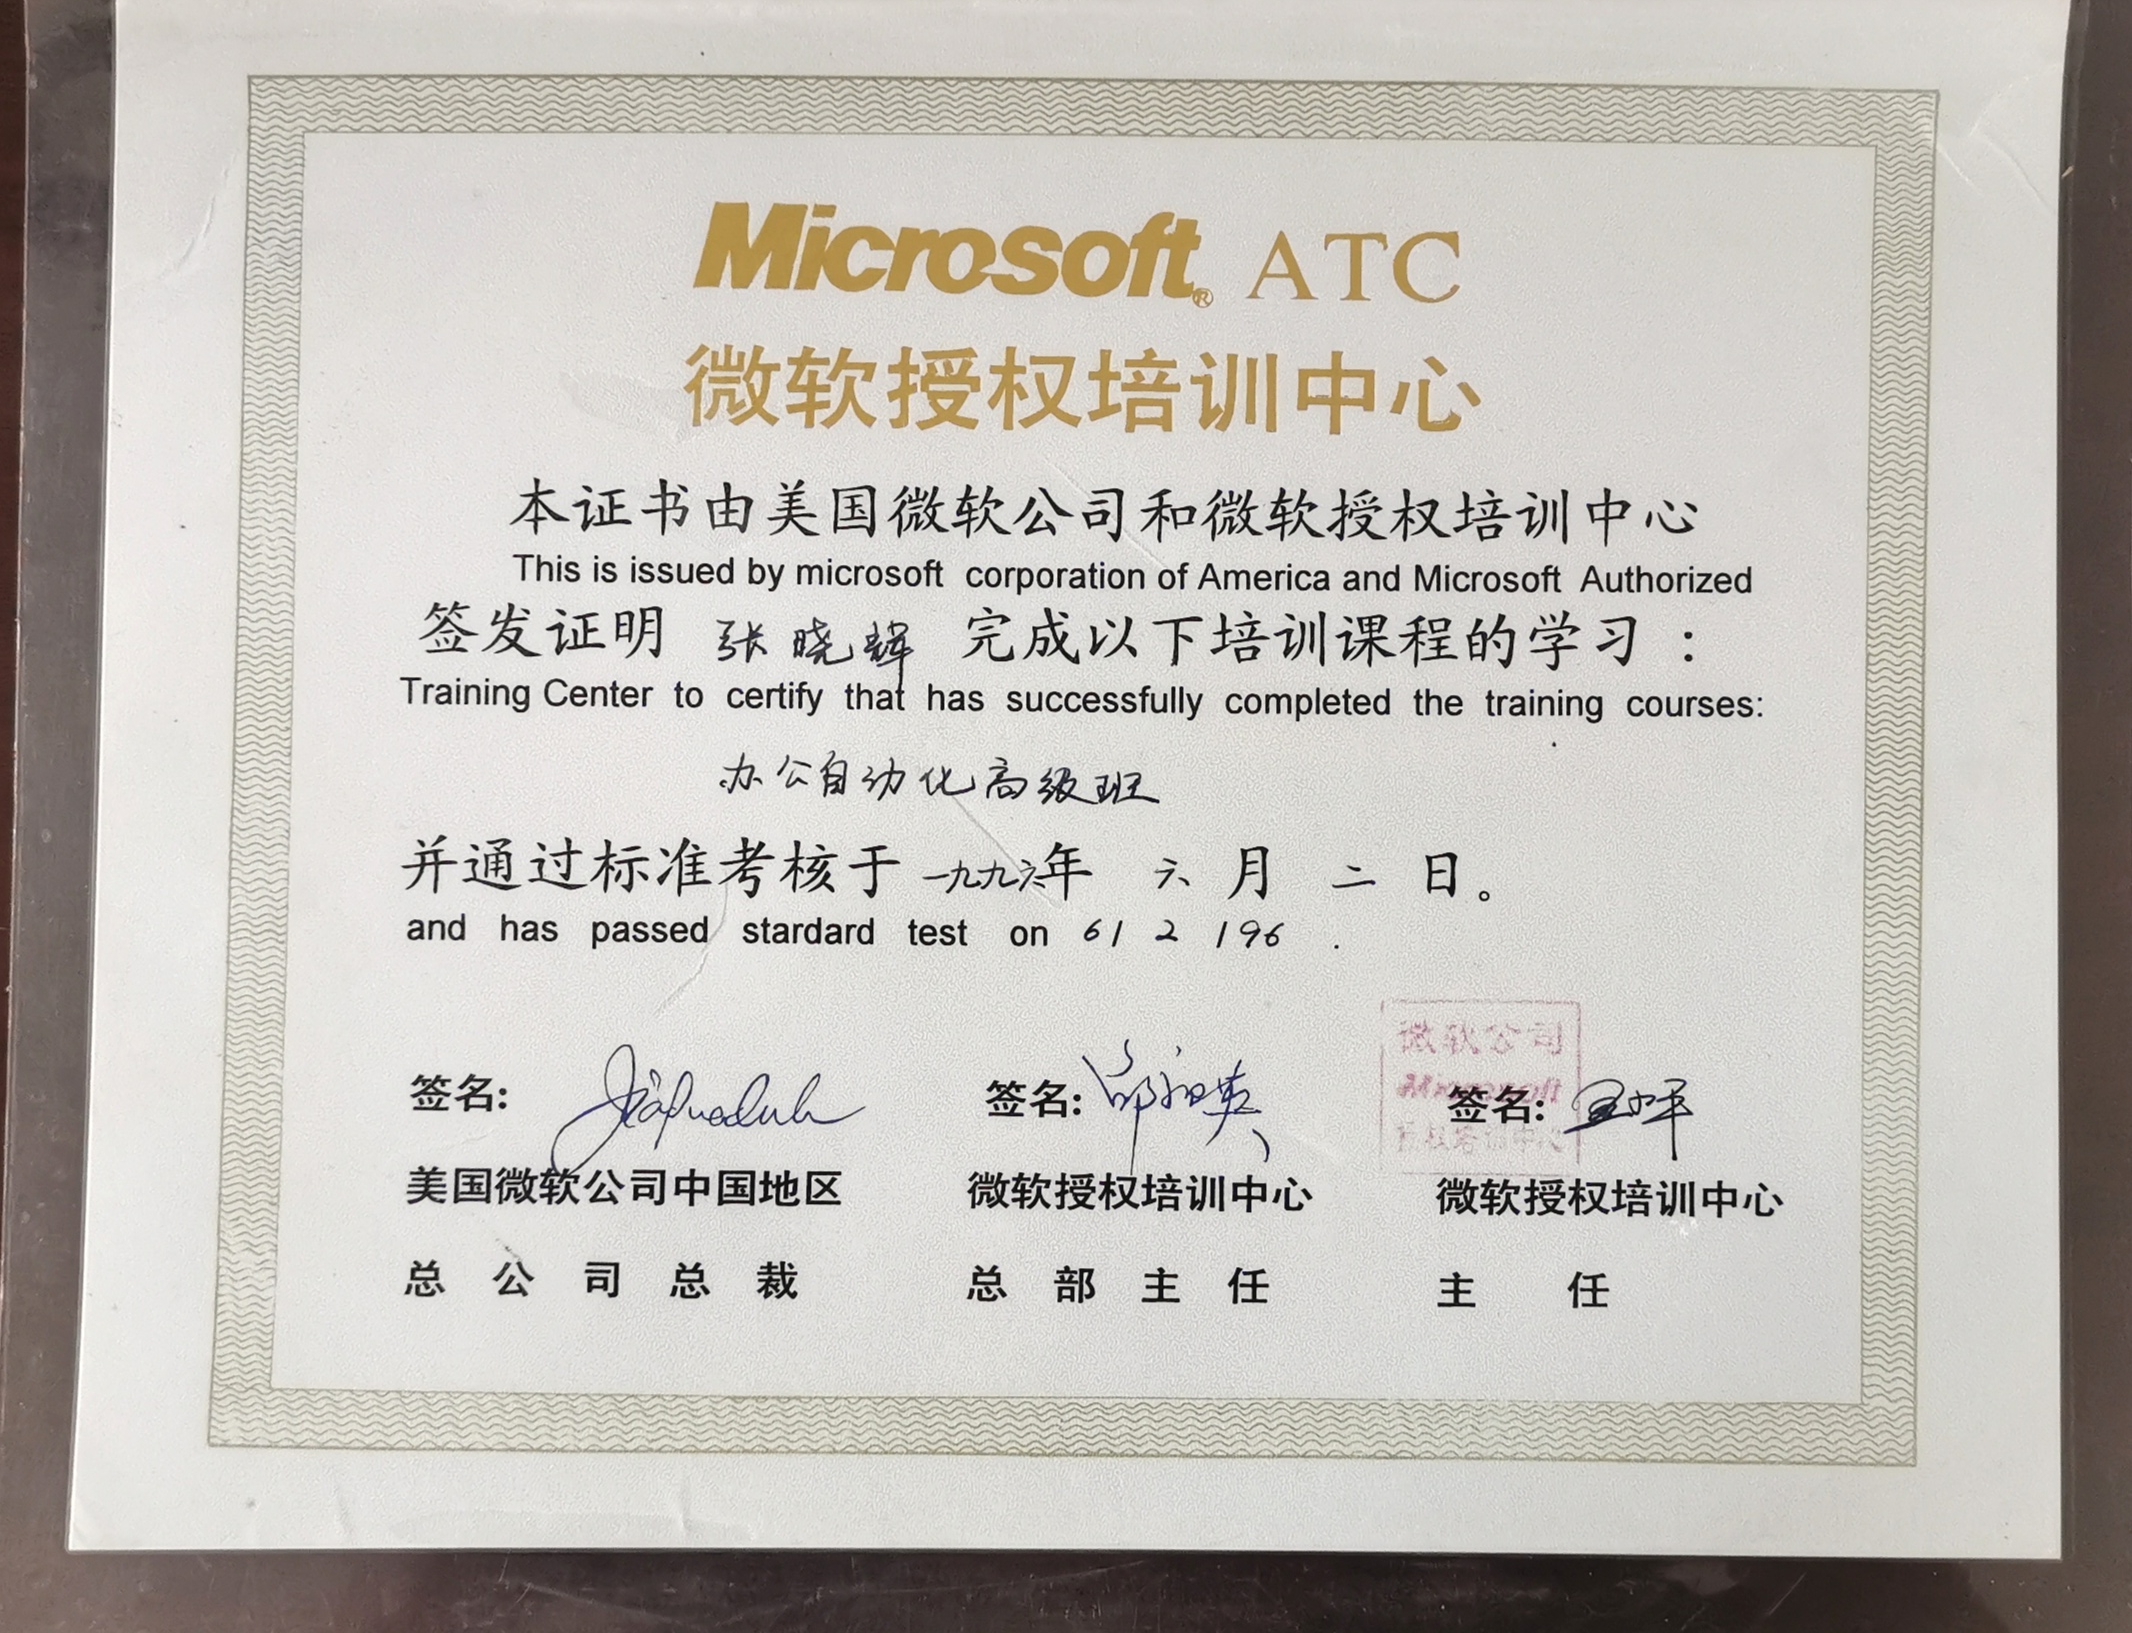 Microsoft® ATC
微软授权培训中心
本证书由美国微软公司和微软授权培训中心
This is issued by microsoft corporation of America and Microsoft Authorized
签发证明 张晓辉 完成以下培训课程的学习：
Training Center to certify that has successfully completed the training courses:
办公自动化高级班
并通过标准考核于 一九九六年 六 月 二 日。
and has passed stardard test on 6/ 2 /96 .
微软公司
签名: 签名: 签名:
美国微软公司中国地区 微软授权培训中心 微软授权培训中心
总公司总裁 总部主任 主任